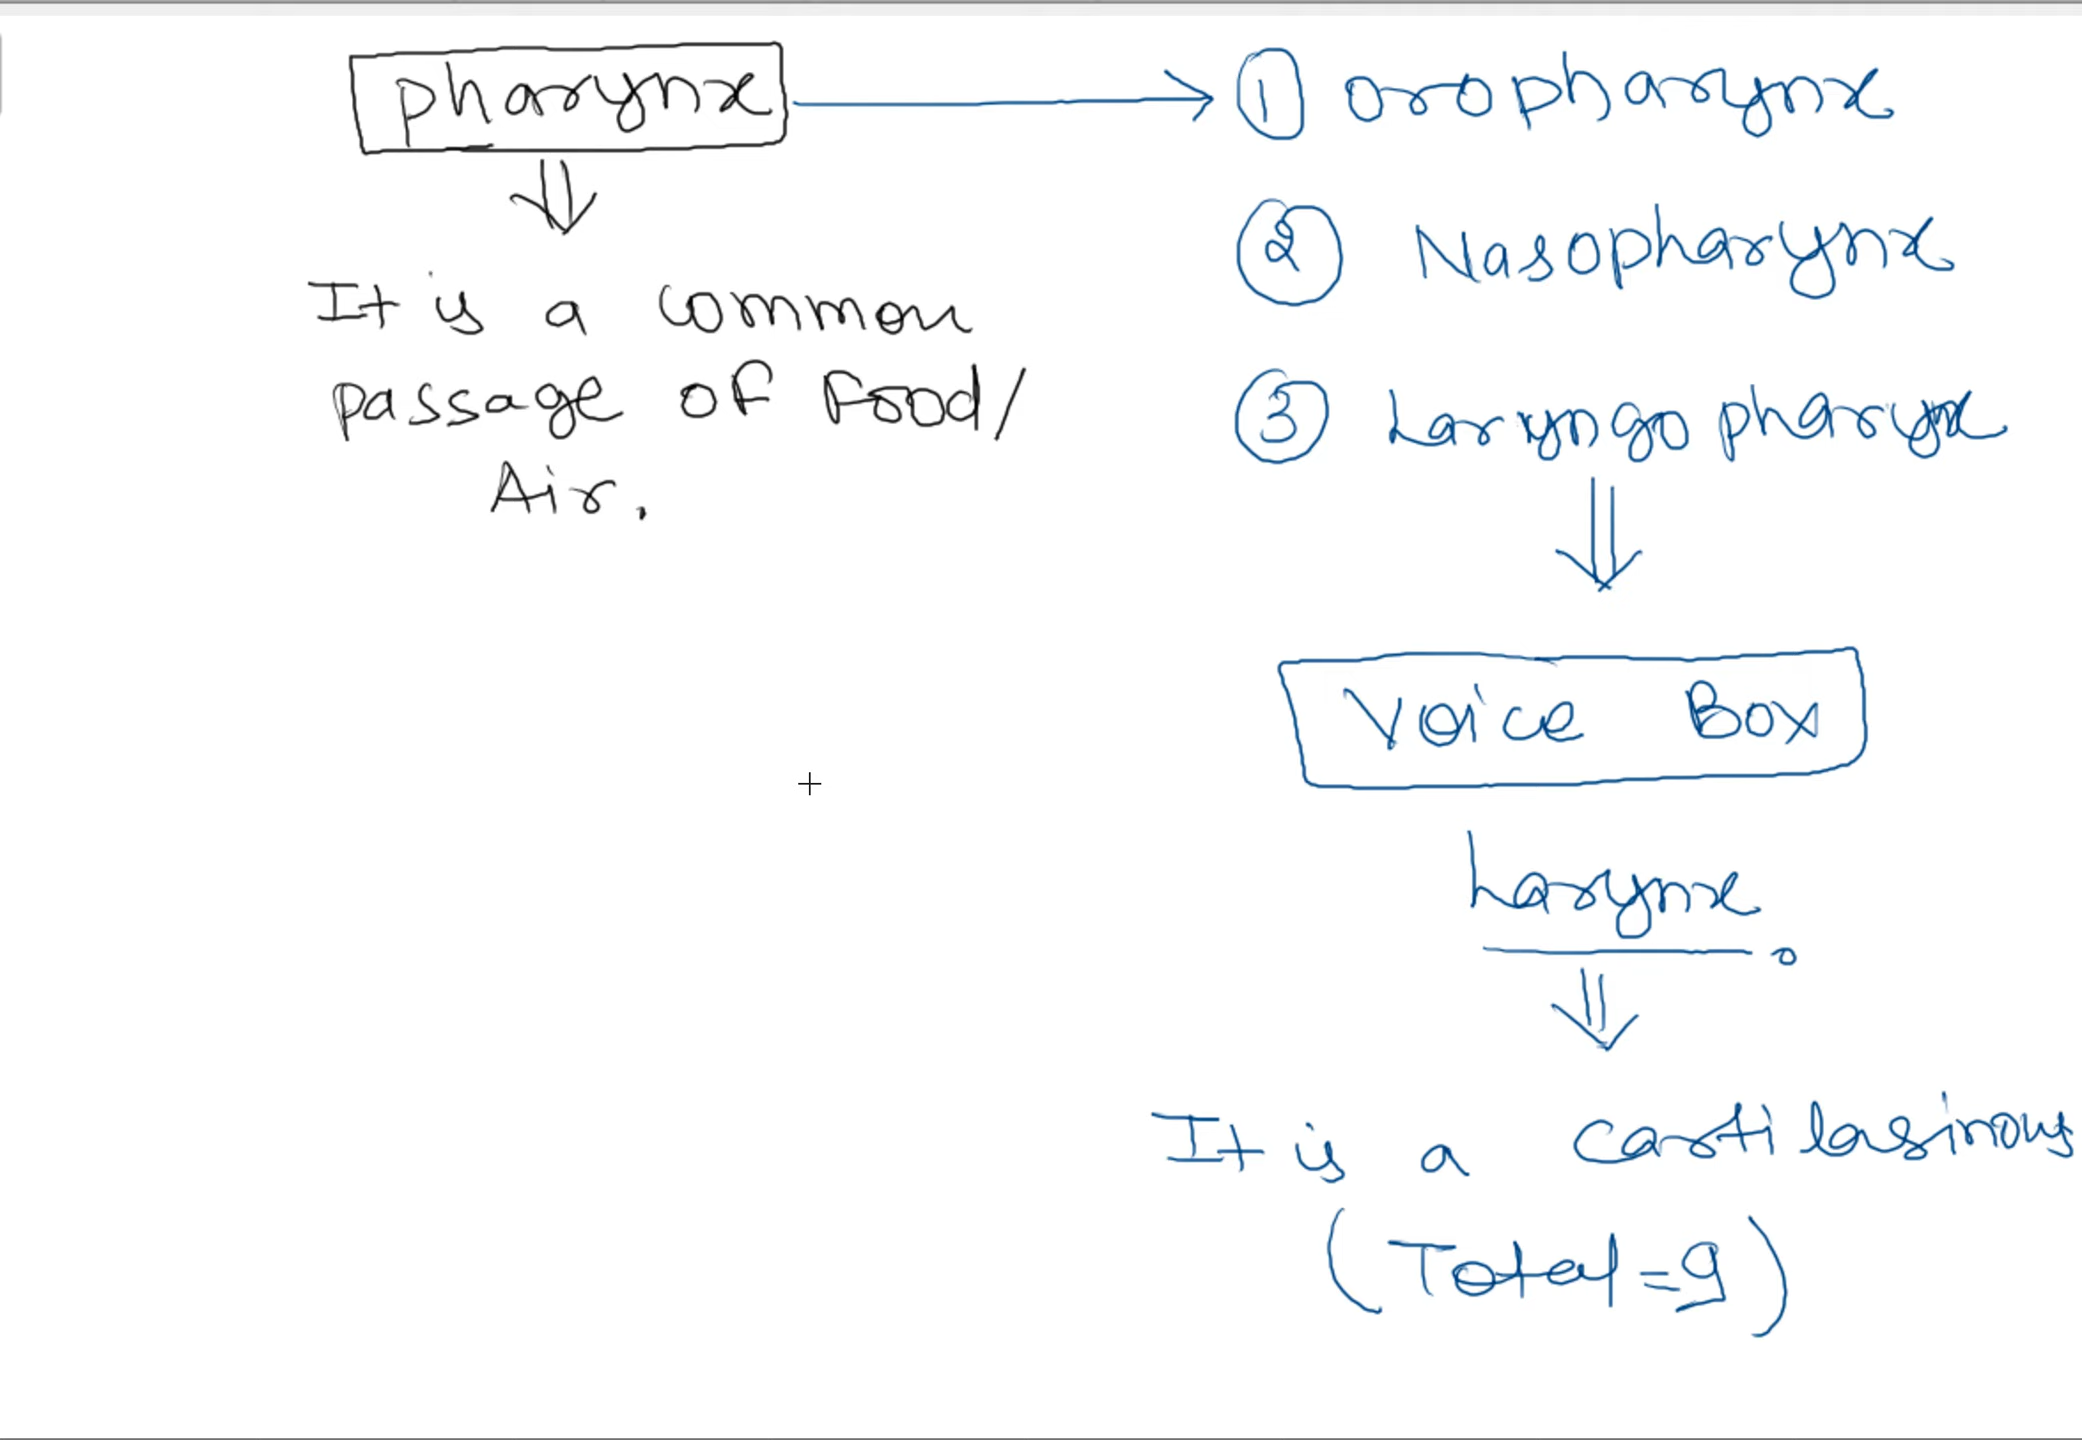 pharynx
It is a common
passage of Food/
Air.
① oropharynx
② Nasopharynx
③ Laryngopharynx
Voice Box
Larynx
It is a cartilaginous
(Total=9)